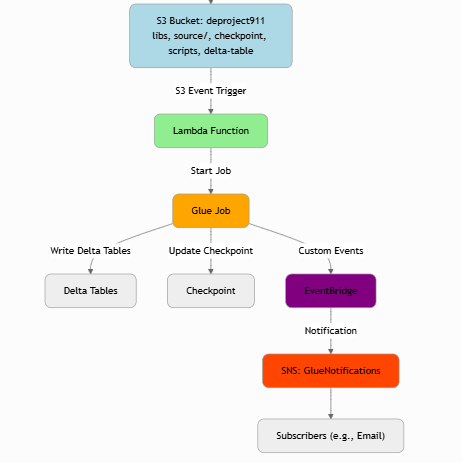 S3 Bucket: deproject911
libs, source/, checkpoint,
scripts, delta-table
S3 Event Trigger
Lambda Function
Start Job
Glue Job
Write Delta Tables
Update Checkpoint
Custom Events
Delta Tables
Checkpoint
EventBridge
Notification
SNS: GlueNotifications
Subscribers (e.g., Email)